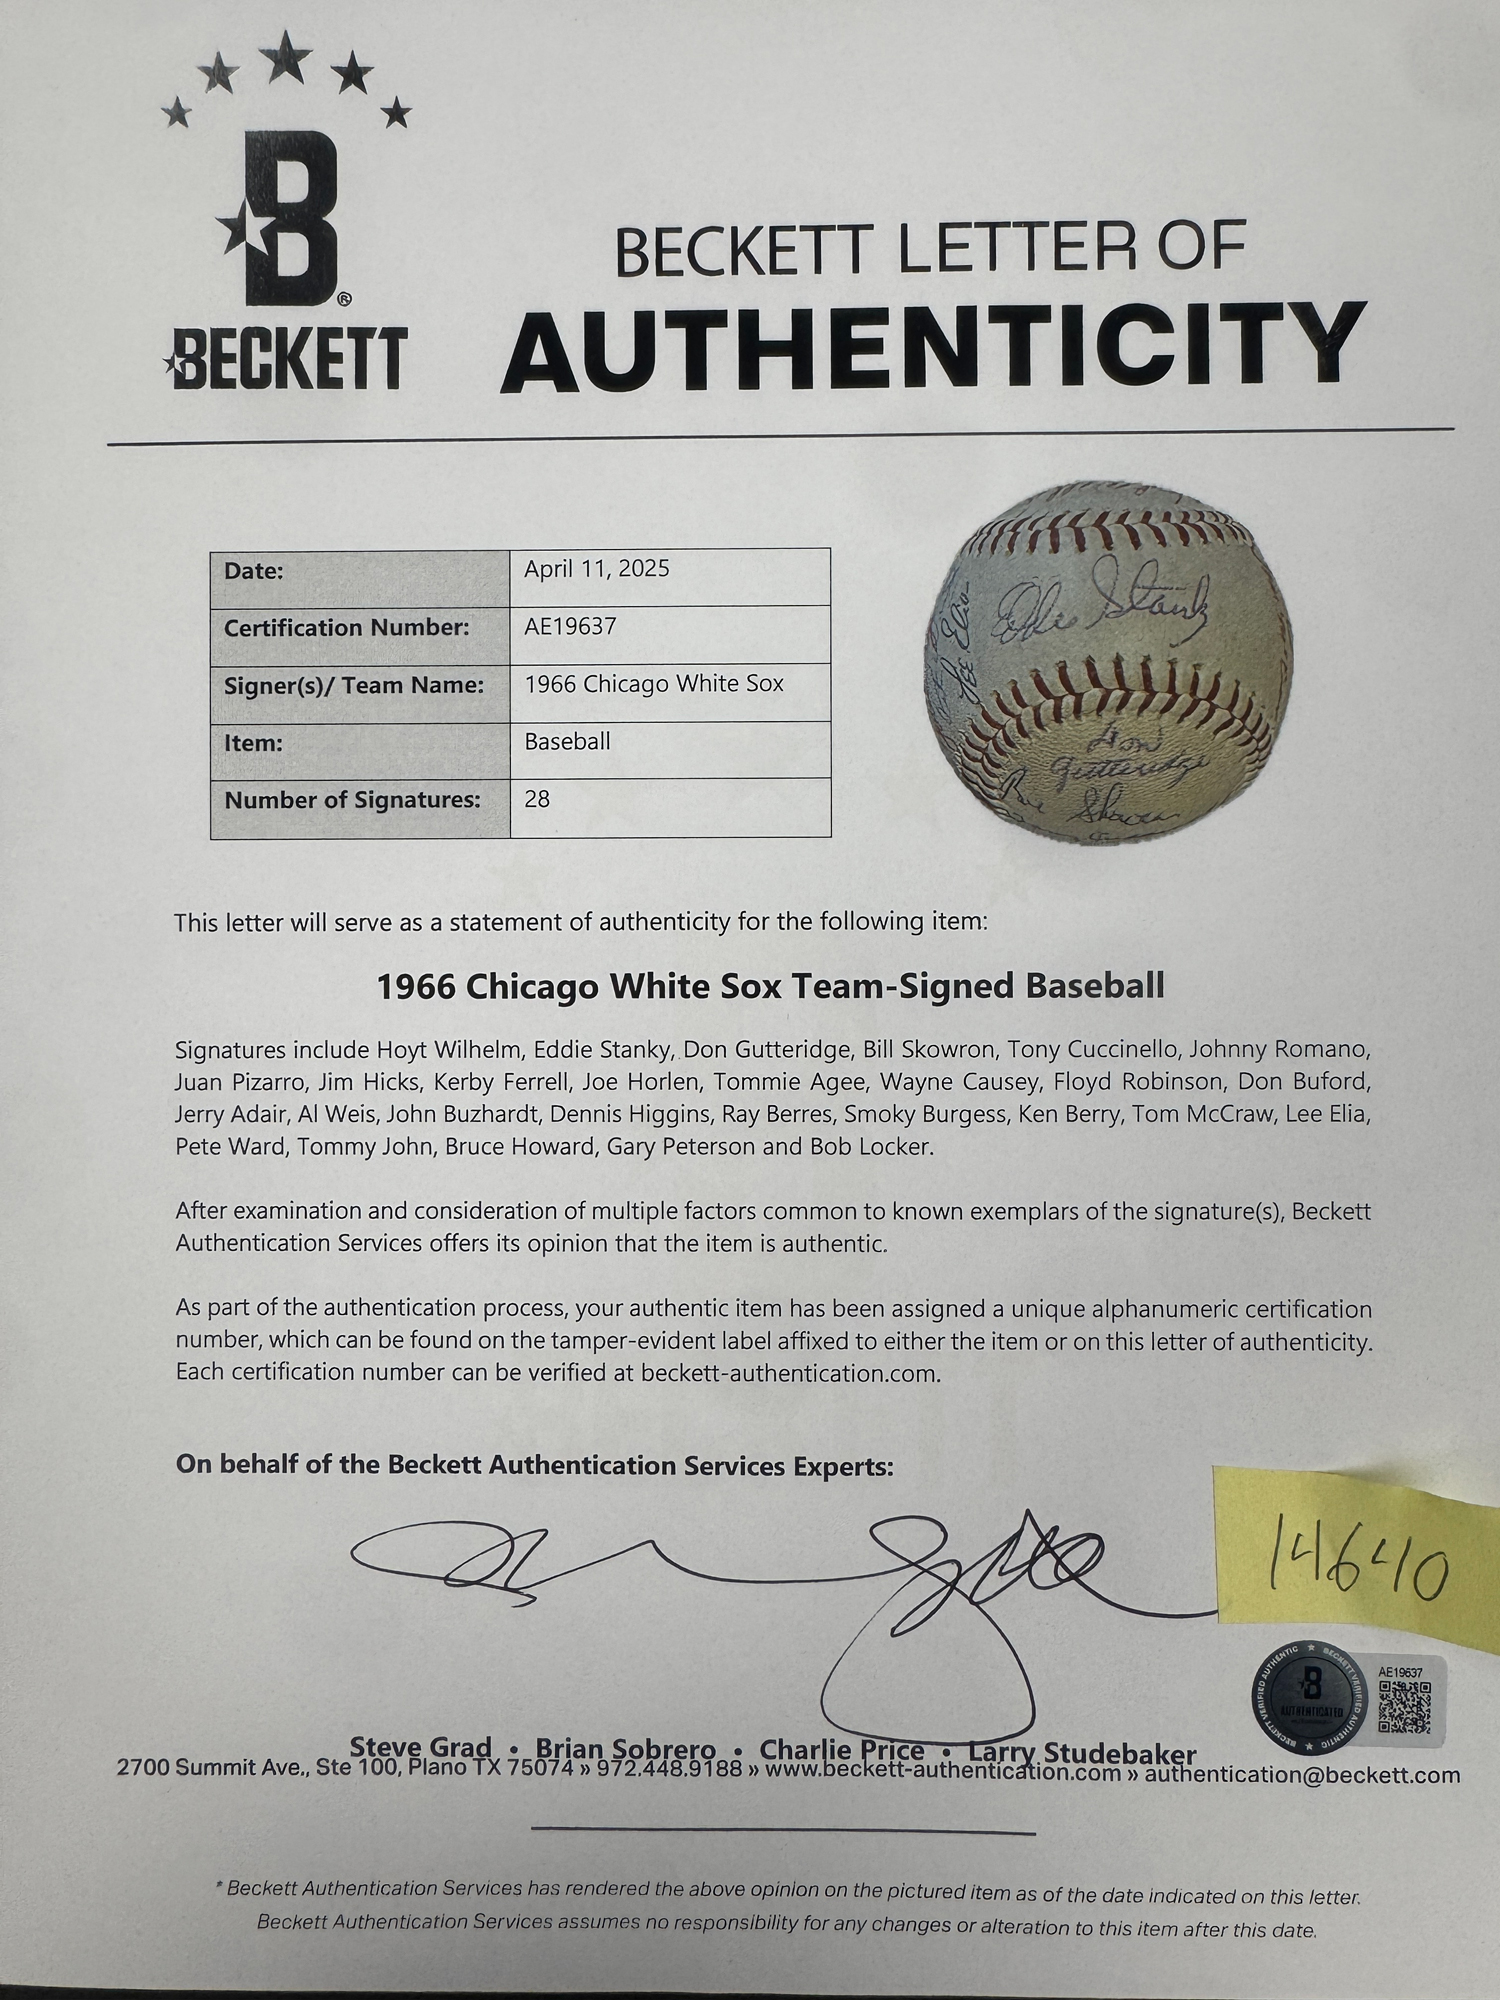 B®
BECKETT
BECKETT LETTER OF
AUTHENTICITY
Date: April 11, 2025
Certification Number: AE19637
Signer(s)/ Team Name: 1966 Chicago White Sox
Item: Baseball
Number of Signatures: 28
Eddie Stanky
Lee Elia
Don
Gutteridge
This letter will serve as a statement of authenticity for the following item:
1966 Chicago White Sox Team-Signed Baseball
Signatures include Hoyt Wilhelm, Eddie Stanky, Don Gutteridge, Bill Skowron, Tony Cuccinello, Johnny Romano,
Juan Pizarro, Jim Hicks, Kerby Ferrell, Joe Horlen, Tommie Agee, Wayne Causey, Floyd Robinson, Don Buford,
Jerry Adair, Al Weis, John Buzhardt, Dennis Higgins, Ray Berres, Smoky Burgess, Ken Berry, Tom McCraw, Lee Elia,
Pete Ward, Tommy John, Bruce Howard, Gary Peterson and Bob Locker.
After examination and consideration of multiple factors common to known exemplars of the signature(s), Beckett
Authentication Services offers its opinion that the item is authentic.
As part of the authentication process, your authentic item has been assigned a unique alphanumeric certification
number, which can be found on the tamper-evident label affixed to either the item or on this letter of authenticity.
Each certification number can be verified at beckett-authentication.com.
On behalf of the Beckett Authentication Services Experts:
14640
BECKETT VERIFIED AUTHENTIC ★ BECKETT VERIFIED AUTHENTIC ★
B
AUTHENTICATED
AE19637
Steve Grad • Brian Sobrero • Charlie Price • Larry Studebaker
2700 Summit Ave., Ste 100, Plano TX 75074 » 972.448.9188 » www.beckett-authentication.com » authentication@beckett.com
* Beckett Authentication Services has rendered the above opinion on the pictured item as of the date indicated on this letter.
Beckett Authentication Services assumes no responsibility for any changes or alteration to this item after this date.